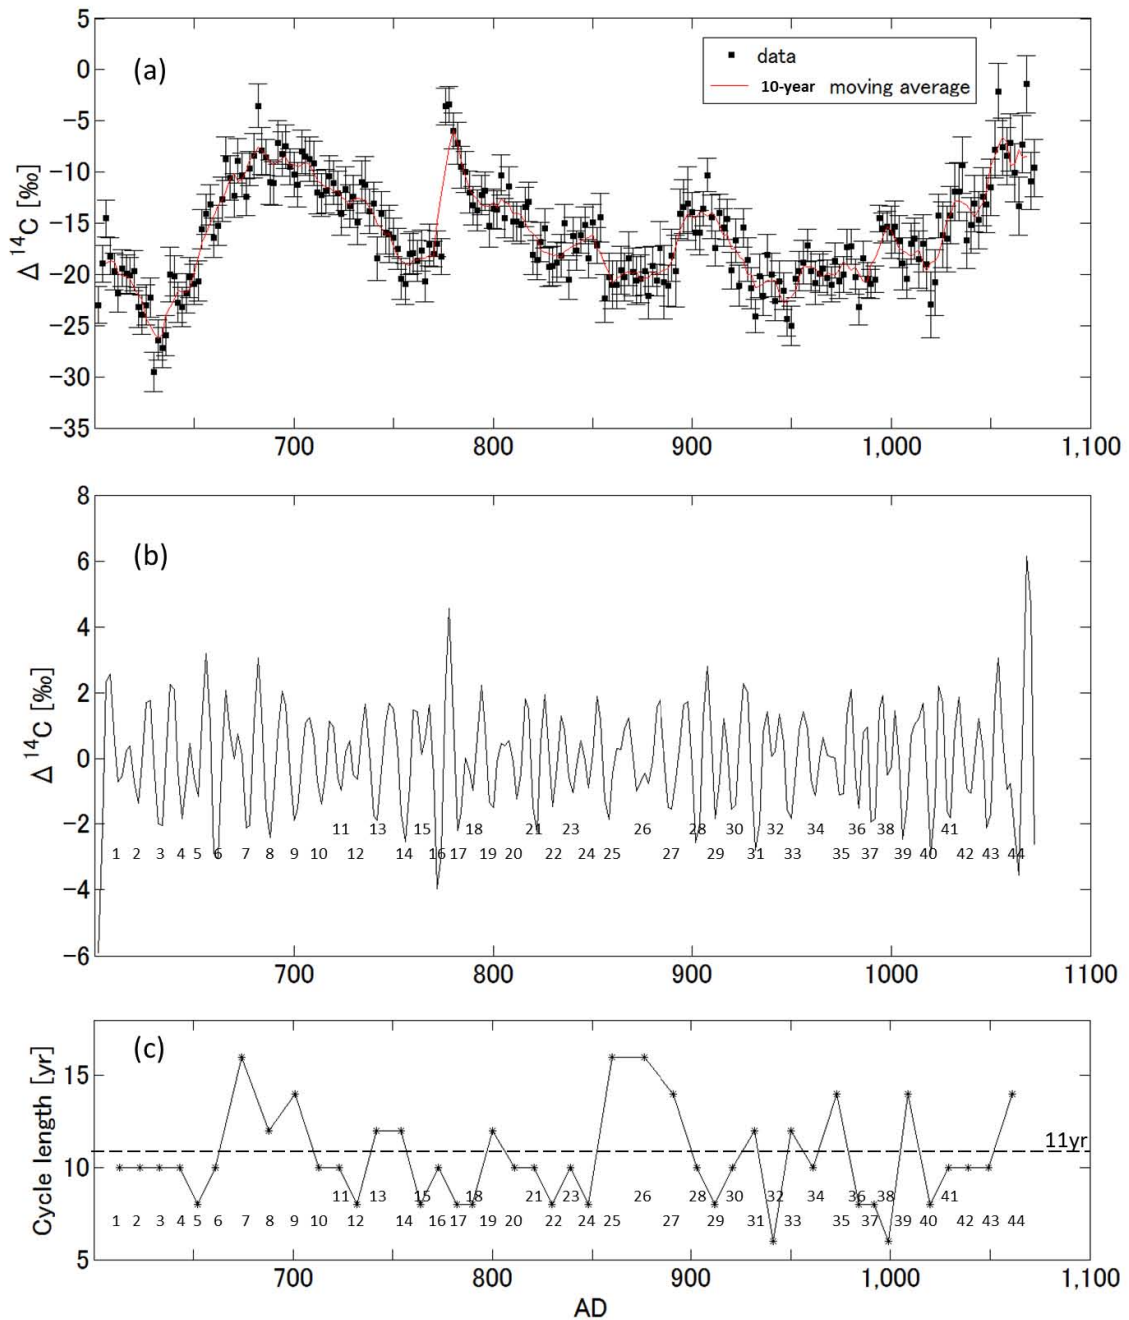 5
0
−5
−10
−15
−20
−25
−30
−35
Δ ¹⁴C [‰]
(a)
data
10-year moving average
700 800 900 1,000 1,100
8
6
4
2
0
−2
−4
−6
Δ ¹⁴C [‰]
(b)
11 13 15 18 21 23 26 28 30 32 34 36 38 41
1 2 3 4 5 6 7 8 9 10 12 14 16 17 19 20 22 24 25 27 29 31 33 35 37 39 40 42 43 44
700 800 900 1000 1100
15
10
5
Cycle length [yr]
(c)
11yr
11 13 15 18 21 23 26 28 30 32 34 36 38 41
1 2 3 4 5 6 7 8 9 10 12 14 16 17 19 20 22 24 25 27 29 31 33 35 37 39 40 42 43 44
700 800 900 1,000 1,100
AD